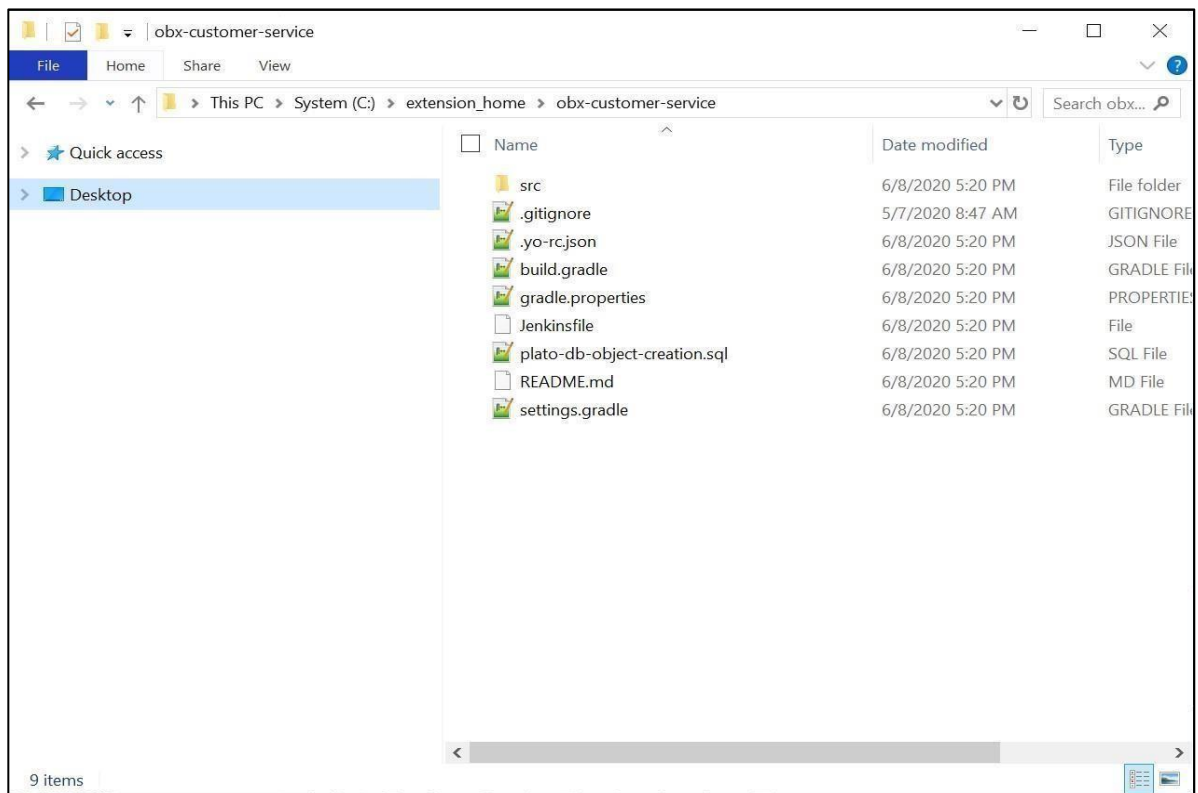 obx-customer-service
File Home Share View
This PC > System (C:) > extension_home > obx-customer-service Search obx...
Quick access
Desktop
Name Date modified Type
src 6/8/2020 5:20 PM File folder
.gitignore 5/7/2020 8:47 AM GITIGNORE
.yo-rc.json 6/8/2020 5:20 PM JSON File
build.gradle 6/8/2020 5:20 PM GRADLE File
gradle.properties 6/8/2020 5:20 PM PROPERTIES
Jenkinsfile 6/8/2020 5:20 PM File
plato-db-object-creation.sql 6/8/2020 5:20 PM SQL File
README.md 6/8/2020 5:20 PM MD File
settings.gradle 6/8/2020 5:20 PM GRADLE File
9 items